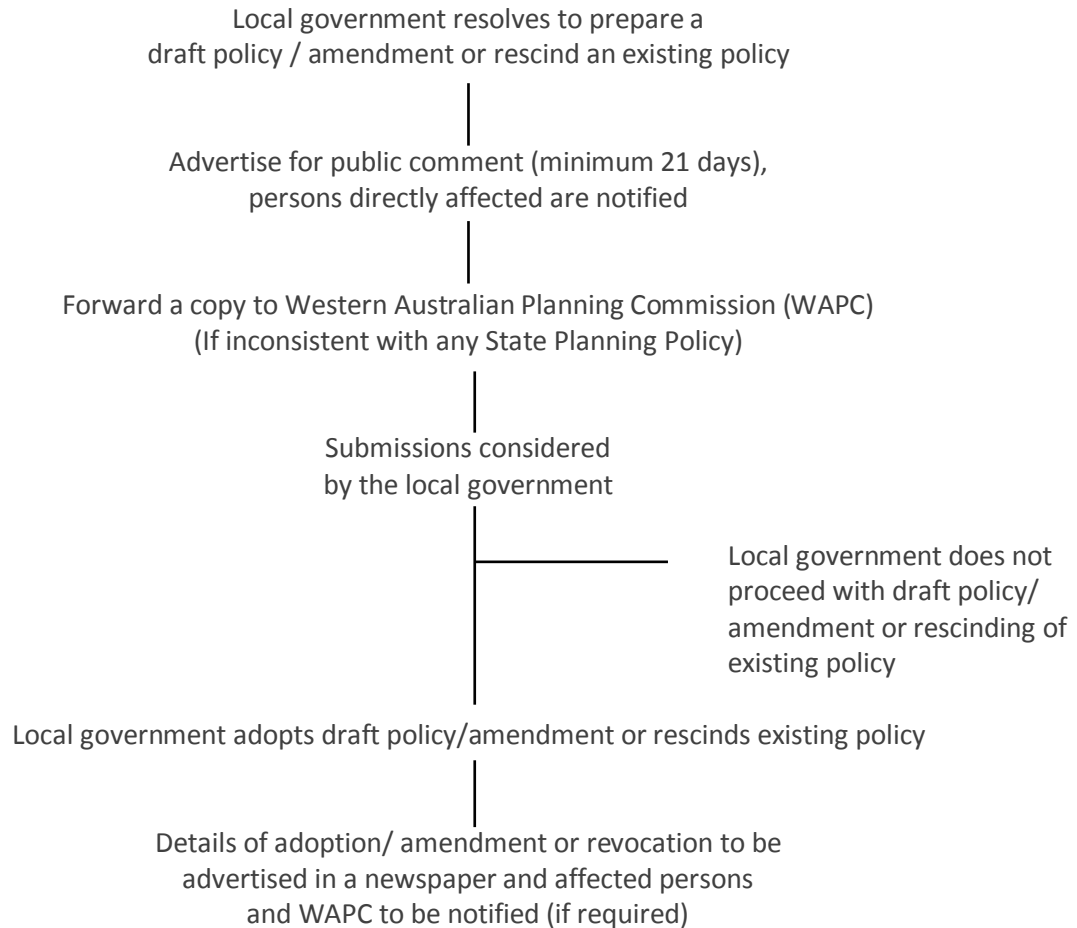 Local government resolves to prepare a
draft policy / amendment or rescind an existing policy
Advertise for public comment (minimum 21 days),
persons directly affected are notified
Forward a copy to Western Australian Planning Commission (WAPC)
(If inconsistent with any State Planning Policy)
Submissions considered
by the local government
Local government does not
proceed with draft policy/
amendment or rescinding of
existing policy
Local government adopts draft policy/amendment or rescinds existing policy
Details of adoption/ amendment or revocation to be
advertised in a newspaper and affected persons
and WAPC to be notified (if required)